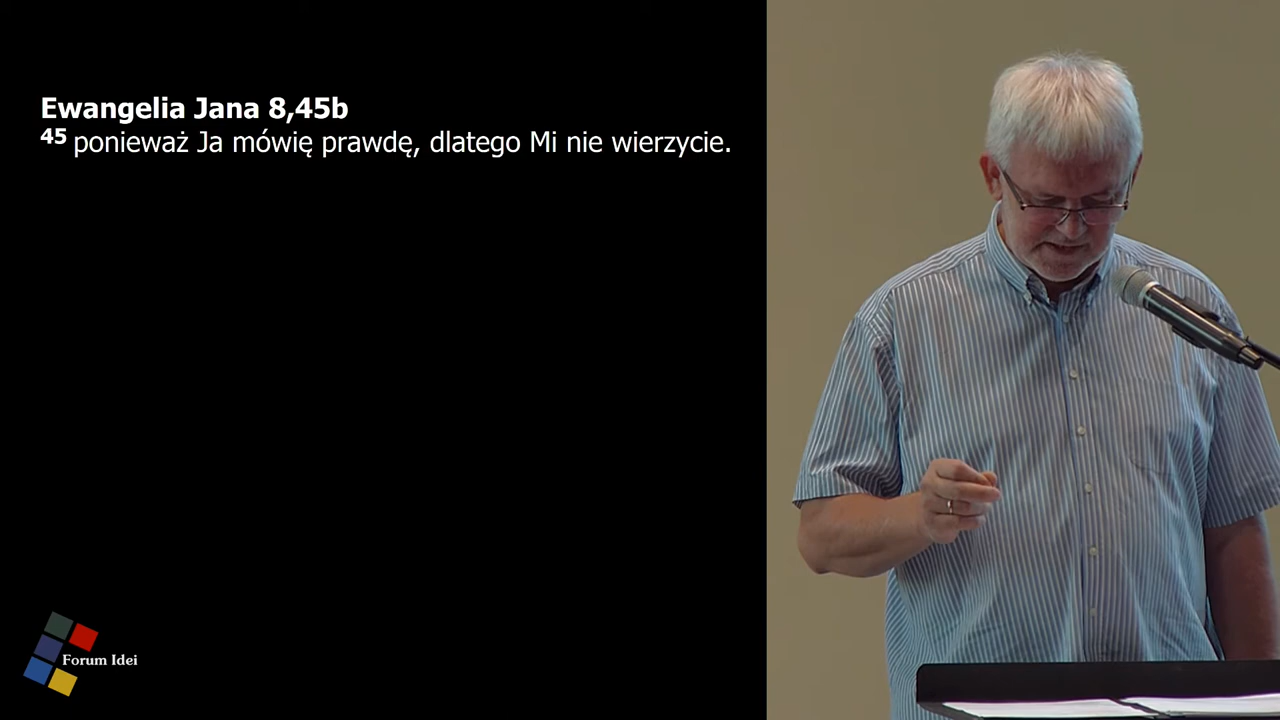 Ewangelia Jana 8,45b
45 ponieważ Ja mówię prawdę, dlatego Mi nie wierzycie.
Forum Idei